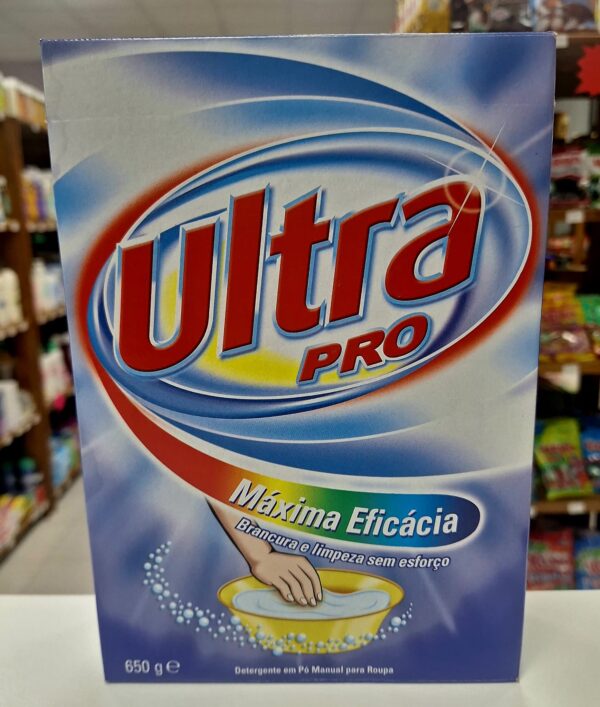 Ultra
PRO
Máxima Eficácia
Brancura e limpeza sem esforço
650 g ℮
Detergente em Pó Manual para Roupa